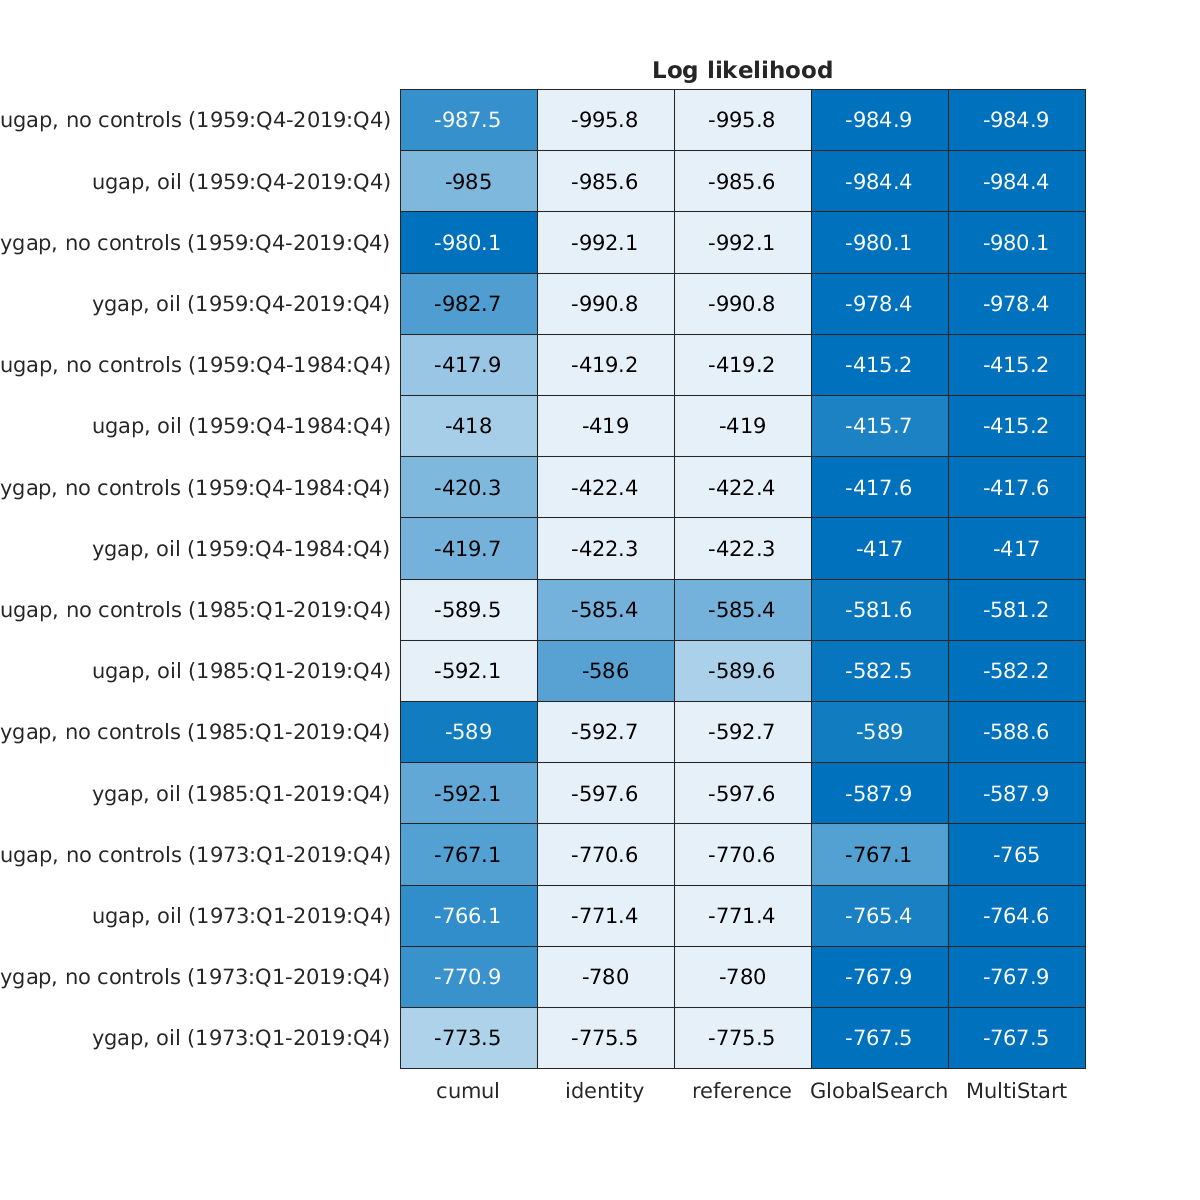 Log likelihood
ugap, no controls (1959:Q4-2019:Q4) -987.5 -995.8 -995.8 -984.9 -984.9
ugap, oil (1959:Q4-2019:Q4) -985 -985.6 -985.6 -984.4 -984.4
ygap, no controls (1959:Q4-2019:Q4) -980.1 -992.1 -992.1 -980.1 -980.1
ygap, oil (1959:Q4-2019:Q4) -982.7 -990.8 -990.8 -978.4 -978.4
ugap, no controls (1959:Q4-1984:Q4) -417.9 -419.2 -419.2 -415.2 -415.2
ugap, oil (1959:Q4-1984:Q4) -418 -419 -419 -415.7 -415.2
ygap, no controls (1959:Q4-1984:Q4) -420.3 -422.4 -422.4 -417.6 -417.6
ygap, oil (1959:Q4-1984:Q4) -419.7 -422.3 -422.3 -417 -417
ugap, no controls (1985:Q1-2019:Q4) -589.5 -585.4 -585.4 -581.6 -581.2
ugap, oil (1985:Q1-2019:Q4) -592.1 -586 -589.6 -582.5 -582.2
ygap, no controls (1985:Q1-2019:Q4) -589 -592.7 -592.7 -589 -588.6
ygap, oil (1985:Q1-2019:Q4) -592.1 -597.6 -597.6 -587.9 -587.9
ugap, no controls (1973:Q1-2019:Q4) -767.1 -770.6 -770.6 -767.1 -765
ugap, oil (1973:Q1-2019:Q4) -766.1 -771.4 -771.4 -765.4 -764.6
ygap, no controls (1973:Q1-2019:Q4) -770.9 -780 -780 -767.9 -767.9
ygap, oil (1973:Q1-2019:Q4) -773.5 -775.5 -775.5 -767.5 -767.5
cumul identity reference GlobalSearch MultiStart